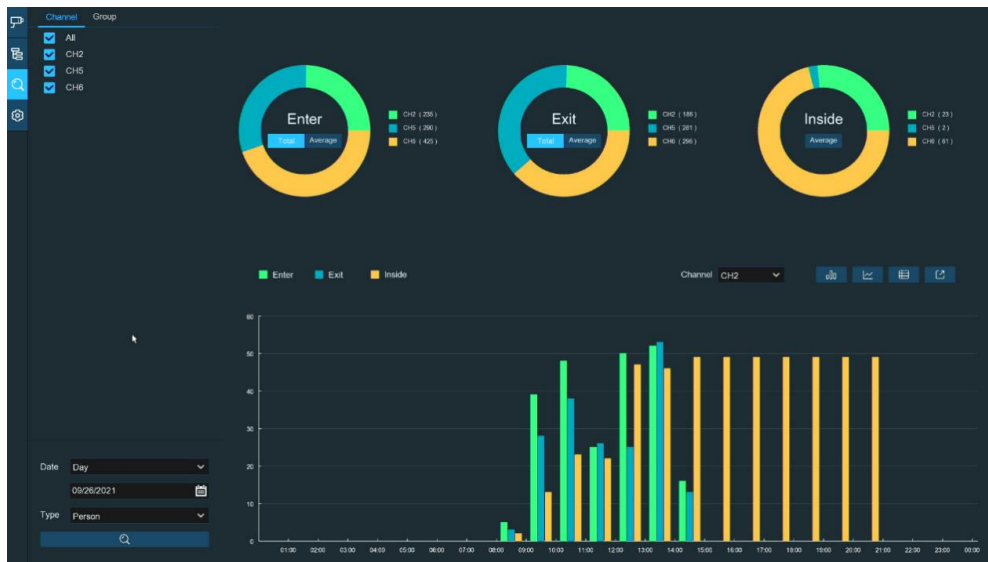 Channel Group
All
CH2
CH5
CH6
Enter
Total Average
CH2 ( 235 )
CH5 ( 290 )
CH6 ( 425 )
Exit
Total Average
CH2 ( 186 )
CH5 ( 281 )
CH6 ( 296 )
Inside
Average
CH2 ( 23 )
CH5 ( 2 )
CH6 ( 61 )
Enter Exit Inside
Channel CH2
60
50
40
30
20
10
0
01:00 02:00 03:00 04:00 05:00 06:00 07:00 08:00 09:00 10:00 11:00 12:00 13:00 14:00 15:00 16:00 17:00 18:00 19:00 20:00 21:00 22:00 23:00 00:00
Date Day
09/26/2021
Type Person